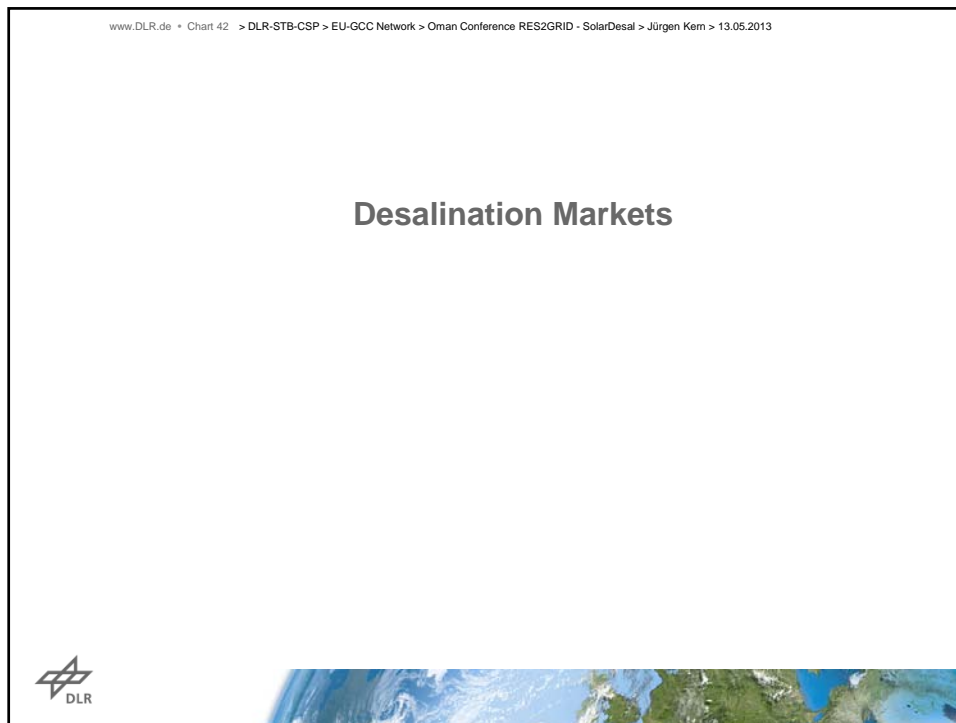 www.DLR.de • Chart 42 > DLR-STB-CSP > EU-GCC Network > Oman Conference RES2GRID - SolarDesal > Jürgen Kern > 13.05.2013
Desalination Markets
DLR